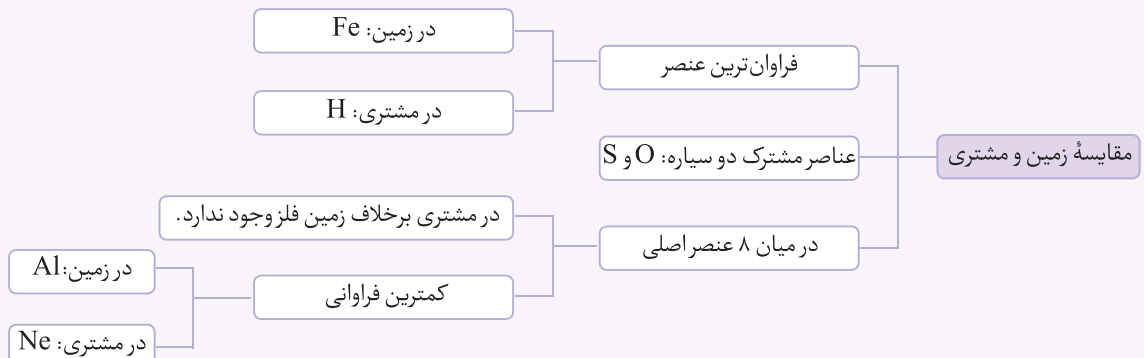 مقایسهٔ زمین و مشتری
فراوان‌ترین عنصر
در زمین: Fe
در مشتری: H
عناصر مشترک دو سیاره: O و S
در میان ۸ عنصر اصلی
در مشتری برخلاف زمین فلز وجود ندارد.
کمترین فراوانی
در زمین: Al
در مشتری: Ne